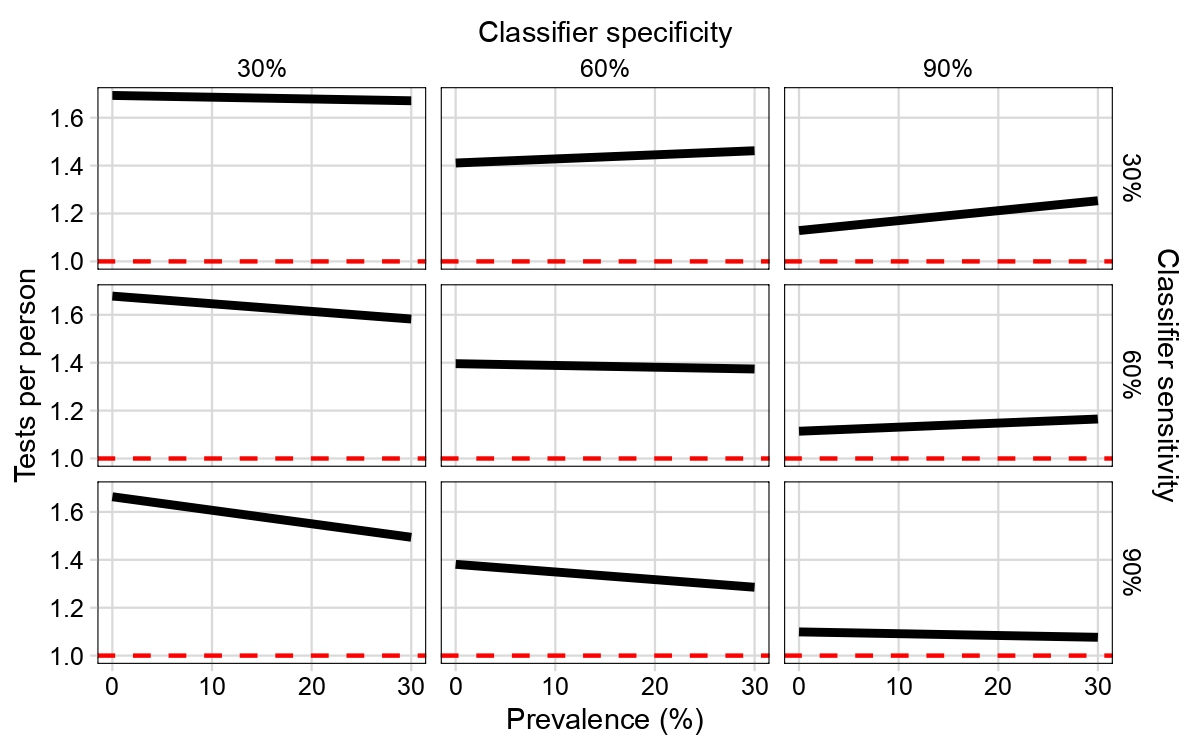 Classifier specificity
30% 60% 90%
1.6
1.4
1.2
1.0
30%
1.6
1.4
1.2
1.0
60%
1.6
1.4
1.2
1.0
90%
Tests per person
Classifier sensitivity
0 10 20 30 0 10 20 30 0 10 20 30
Prevalence (%)